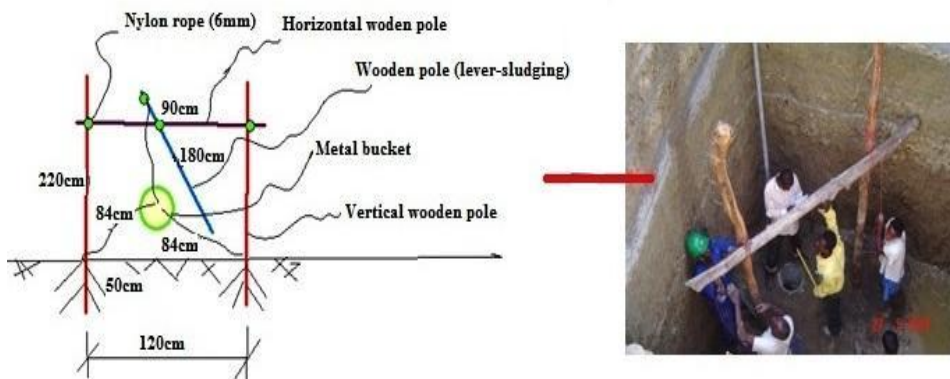 Nylon rope (6mm)
Horizontal woden pole
Wooden pole (lever-sludging)
90cm
180cm
Metal bucket
220cm
84cm
Vertical wooden pole
84cm
50cm
120cm